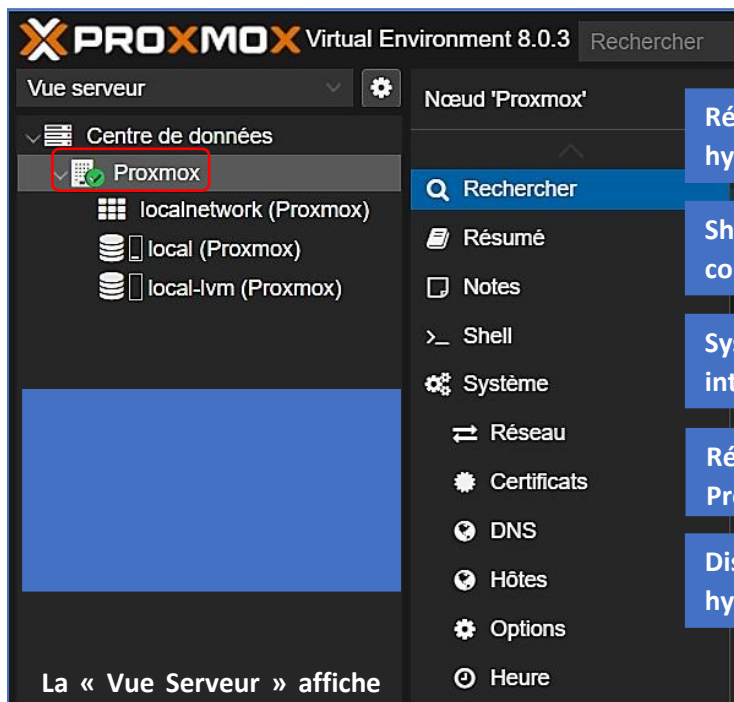 PROXMOX Virtual Environment 8.0.3 Rechercher
Vue serveur
Centre de données
Proxmox
localnetwork (Proxmox)
local (Proxmox)
local-lvm (Proxmox)
La « Vue Serveur » affiche
Nœud 'Proxmox'
Rechercher
Résumé
Notes
Shell
Système
Réseau
Certificats
DNS
Hôtes
Options
Heure